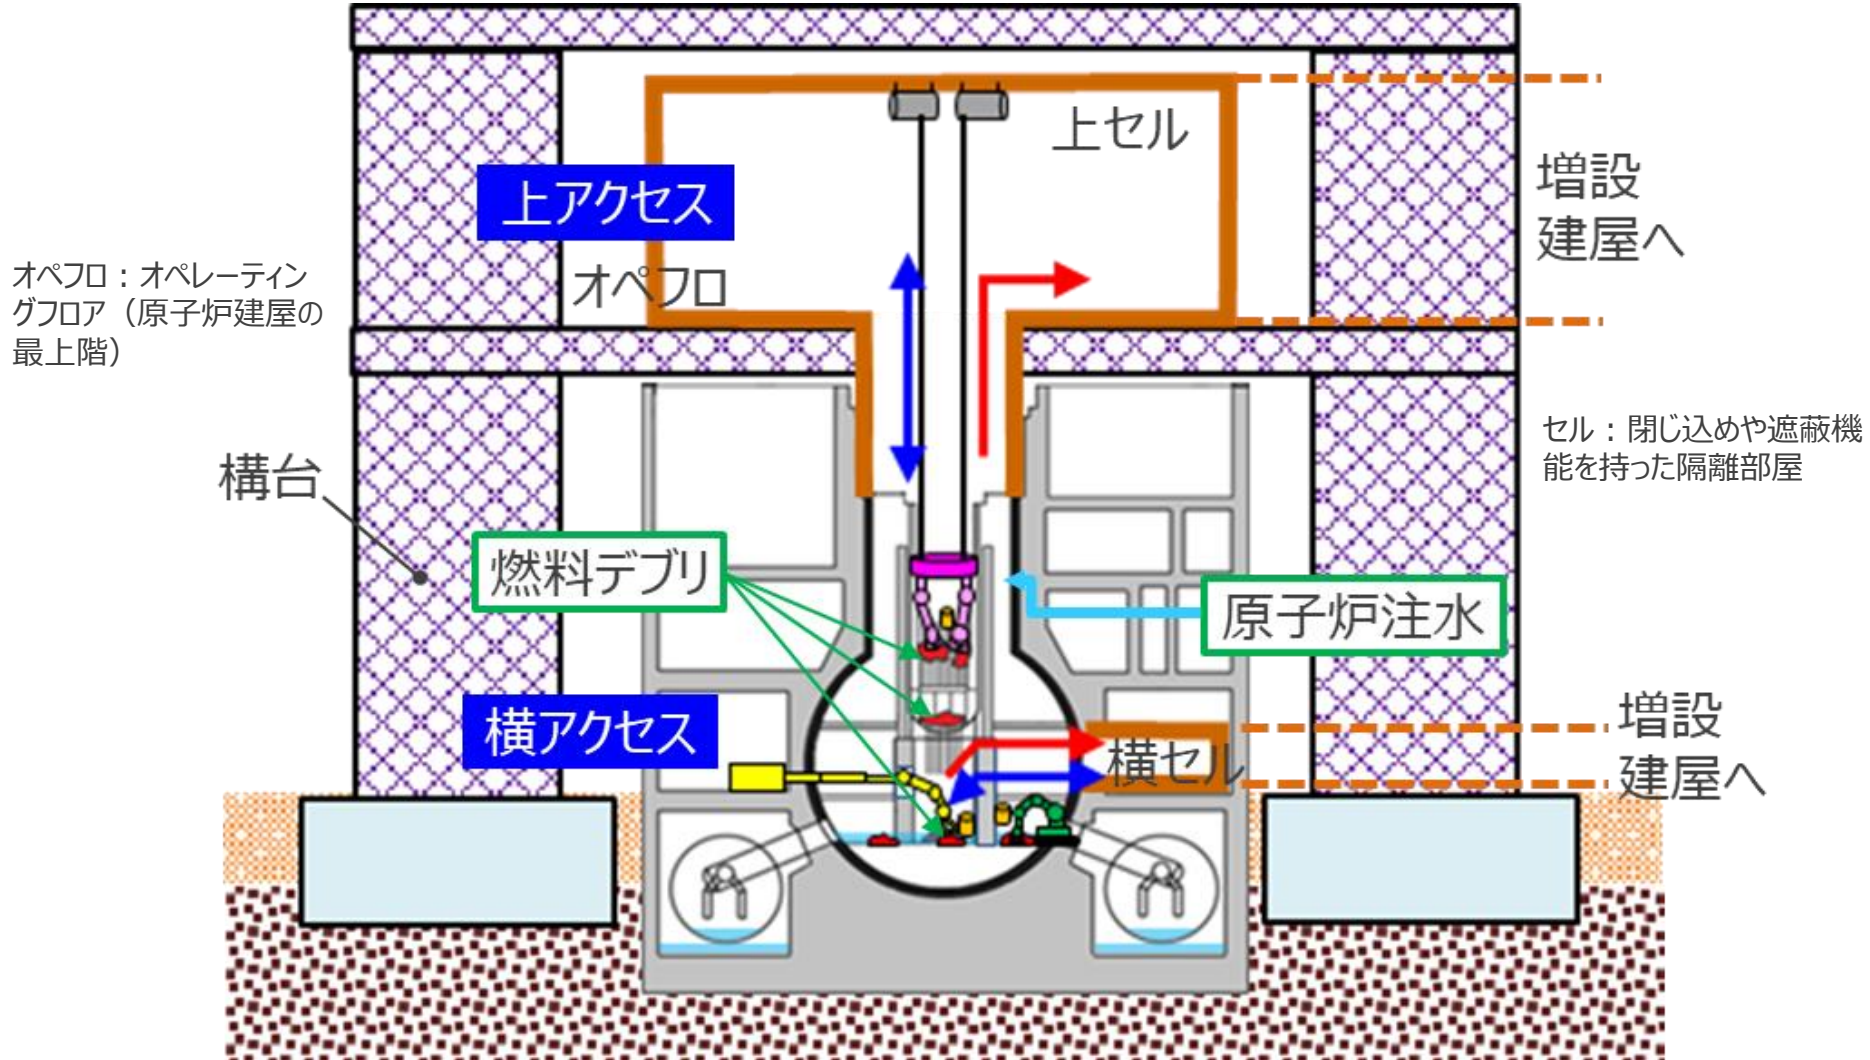 上セル
増設
建屋へ
上アクセス
オペフロ
オペフロ：オペレーティン
グフロア（原子炉建屋の
最上階）
セル：閉じ込めや遮蔽機
能を持った隔離部屋
構台
燃料デブリ
原子炉注水
横アクセス
横セル
増設
建屋へ